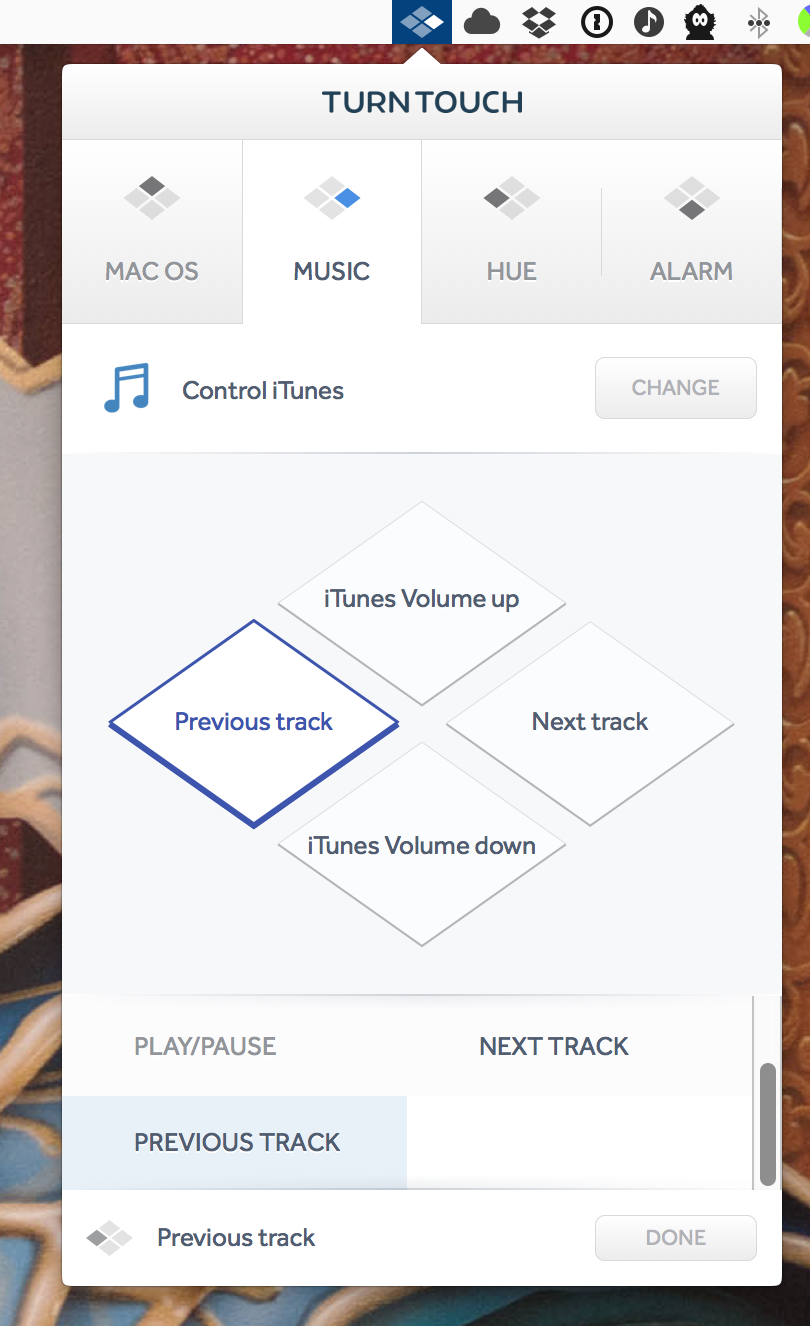 TURN TOUCH
MAC OS
MUSIC
HUE
ALARM
Control iTunes
CHANGE
iTunes Volume up
Previous track
Next track
iTunes Volume down
PLAY/PAUSE
NEXT TRACK
PREVIOUS TRACK
Previous track
DONE